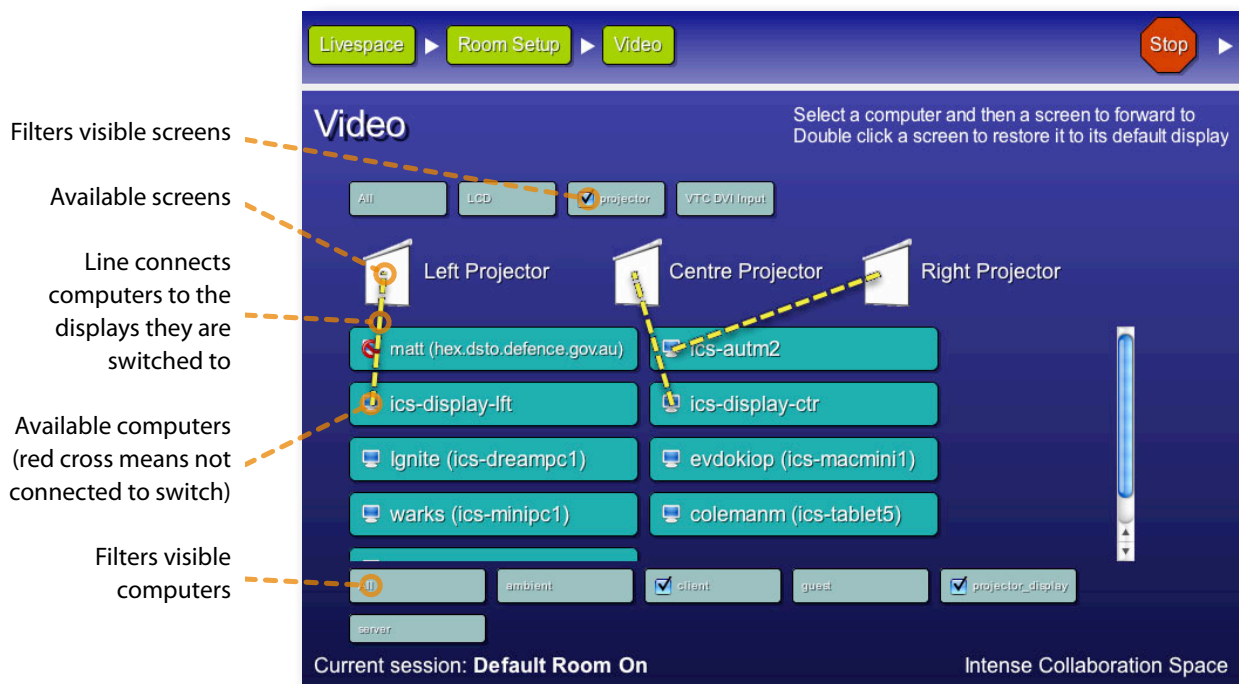 Livespace
Room Setup
Video
Stop
Video
Select a computer and then a screen to forward to
Double click a screen to restore it to its default display
Filters visible screens
All
LCD
projector
VTC DVI Input
Available screens
Left Projector
Centre Projector
Right Projector
Line connects
computers to the
displays they are
switched to
matt (hex.dsto.defence.gov.au)
ics-autm2
ics-display-lft
ics-display-ctr
Available computers
(red cross means not
connected to switch)
Ignite (ics-dreampc1)
evdokiop (ics-macmini1)
warks (ics-minipc1)
colemanm (ics-tablet5)
Filters visible
computers
All
ambient
client
guest
projector_display
server
Current session: Default Room On
Intense Collaboration Space